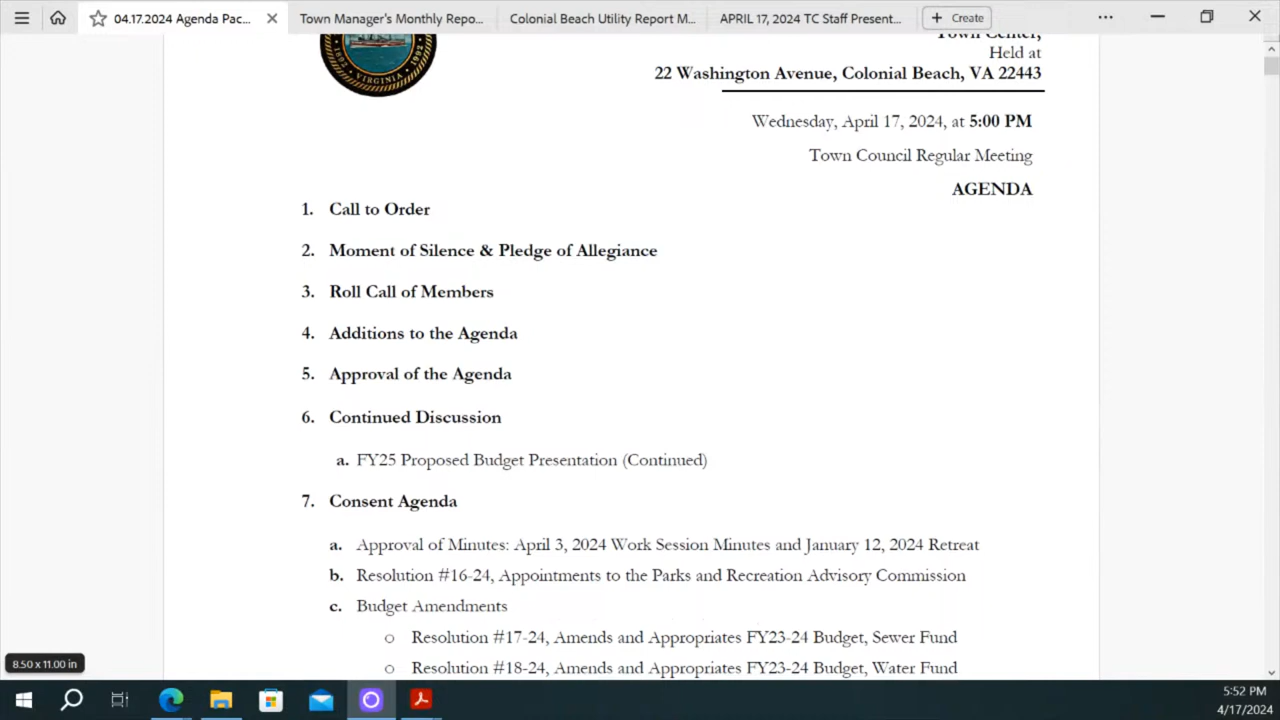 04.17.2024 Agenda Pac...
Town Manager's Monthly Repo...
Colonial Beach Utility Report M...
APRIL 17, 2024 TC Staff Present...
Create
Town Center,
Held at
22 Washington Avenue, Colonial Beach, VA 22443
1892 VIRGINIA 1992
Wednesday, April 17, 2024, at 5:00 PM
Town Council Regular Meeting
AGENDA
1. Call to Order
2. Moment of Silence & Pledge of Allegiance
3. Roll Call of Members
4. Additions to the Agenda
5. Approval of the Agenda
6. Continued Discussion
a. FY25 Proposed Budget Presentation (Continued)
7. Consent Agenda
a. Approval of Minutes: April 3, 2024 Work Session Minutes and January 12, 2024 Retreat
b. Resolution #16-24, Appointments to the Parks and Recreation Advisory Commission
c. Budget Amendments
○ Resolution #17-24, Amends and Appropriates FY23-24 Budget, Sewer Fund
○ Resolution #18-24, Amends and Appropriates FY23-24 Budget, Water Fund
8.50 x 11.00 in
5:52 PM
4/17/2024